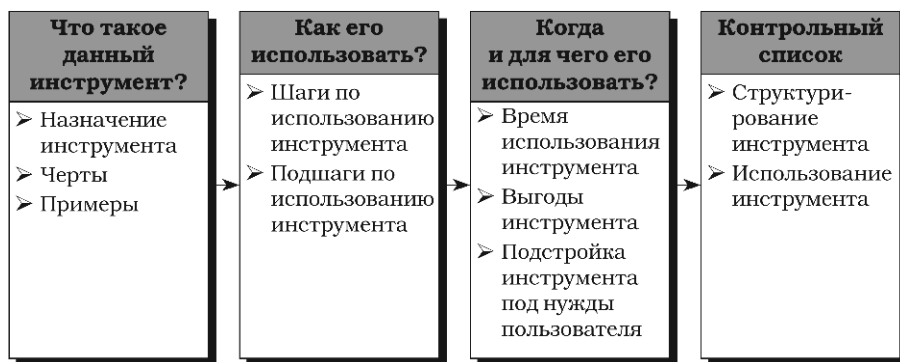 Что такое
данный
инструмент?
➢ Назначение
инструмента
➢ Черты
➢ Примеры
Как его
использовать?
➢ Шаги по
использованию
инструмента
➢ Подшаги по
использованию
инструмента
Когда
и для чего его
использовать?
➢ Время
использования
инструмента
➢ Выгоды
инструмента
➢ Подстройка
инструмента
под нужды
пользователя
Контрольный
список
➢ Структури-
рование
инструмента
➢ Использование
инструмента